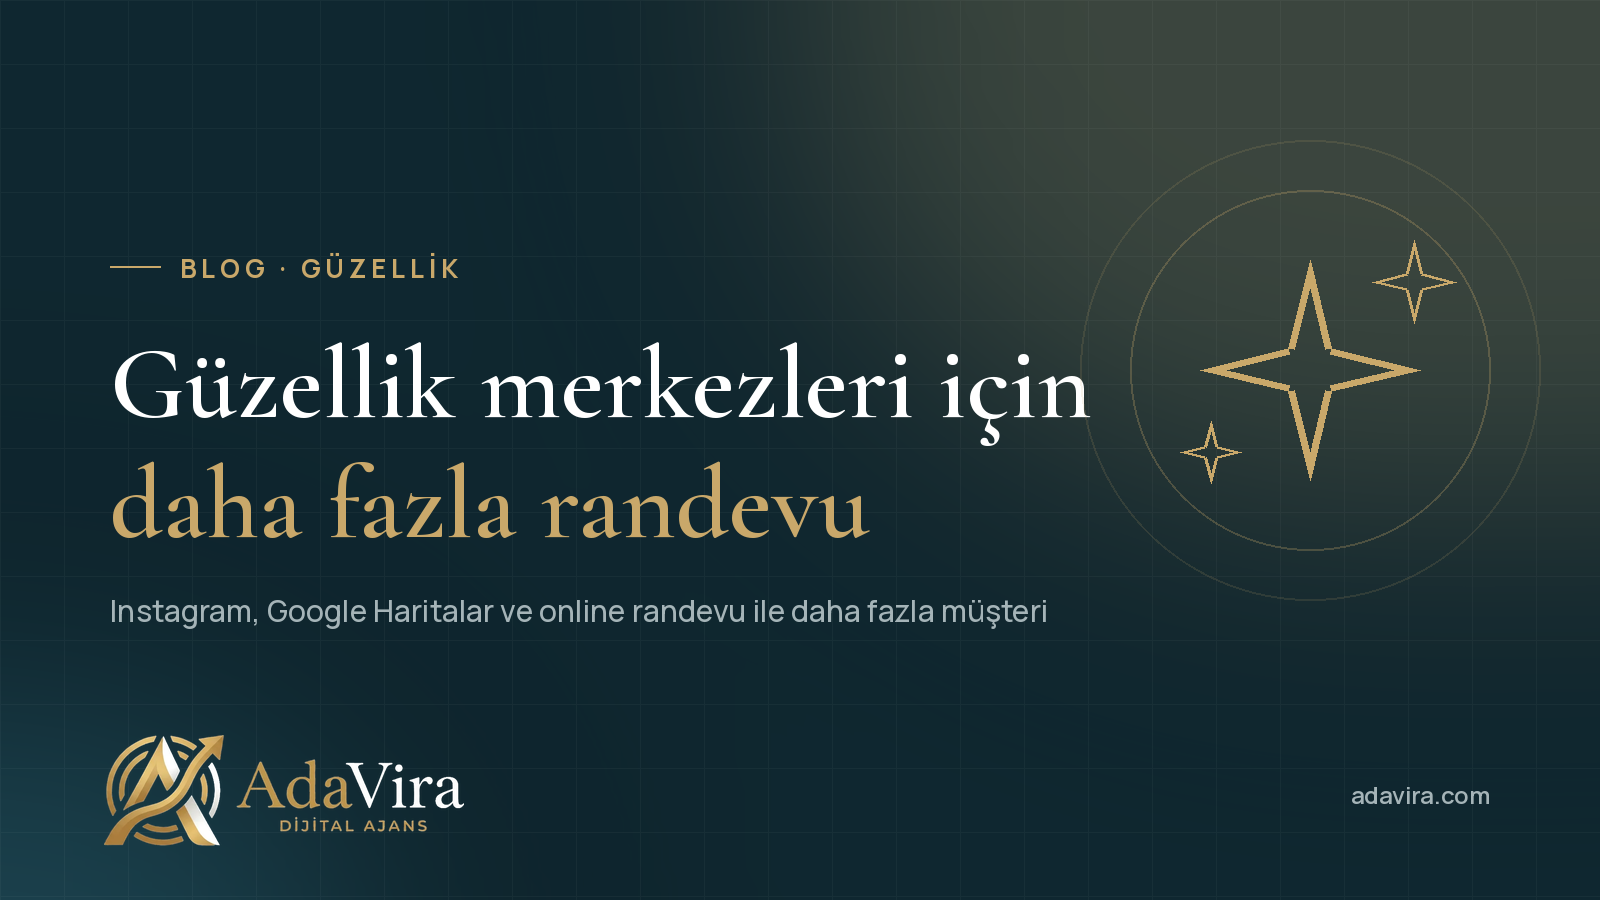 BLOG · GÜZELLİK
Güzellik merkezleri için
daha fazla randevu
Instagram, Google Haritalar ve online randevu ile daha fazla müşteri
AdaVira
DİJİTAL AJANS
adavira.com